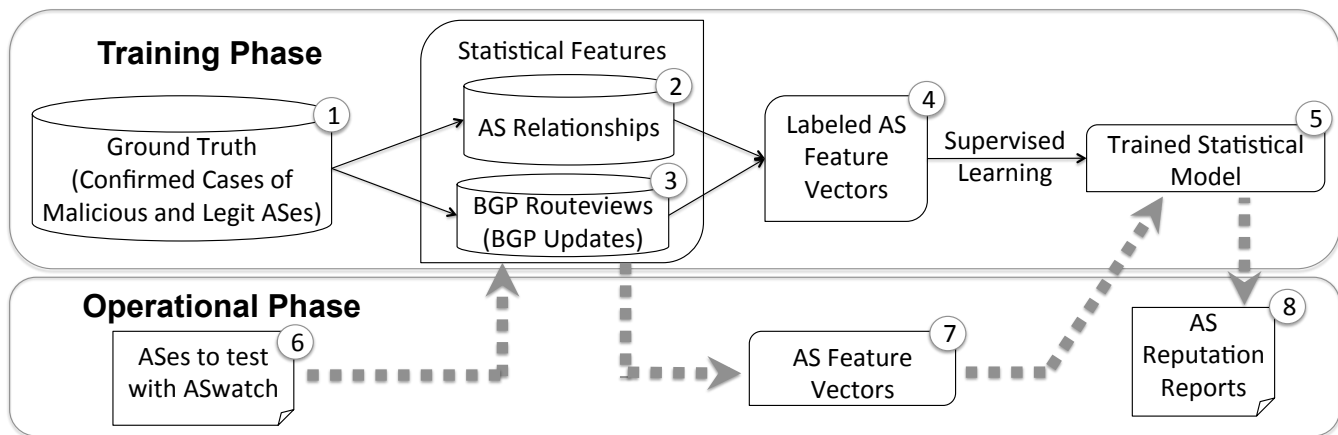 Training Phase
1
Ground Truth
(Confirmed Cases of
Malicious and Legit ASes)
Statistical Features
2
AS Relationships
3
BGP Routeviews
(BGP Updates)
4
Labeled AS
Feature
Vectors
Supervised
Learning
5
Trained Statistical
Model
Operational Phase
6
ASes to test
with ASwatch
7
AS Feature
Vectors
8
AS
Reputation
Reports